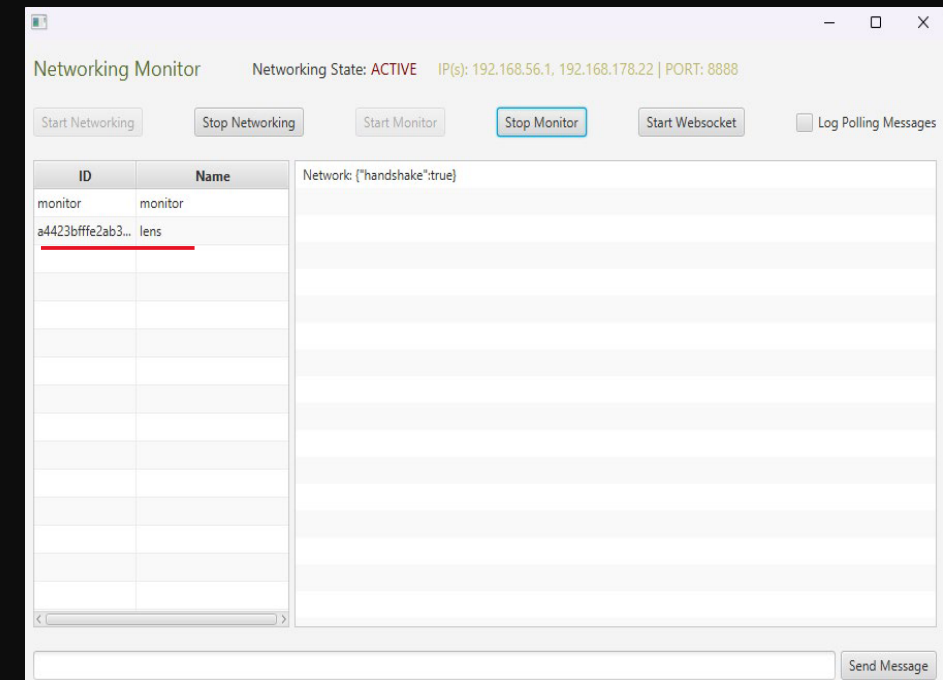 Networking Monitor Networking State: ACTIVE IP(s): 192.168.56.1, 192.168.178.22 | PORT: 8888
Start Networking Stop Networking Start Monitor Stop Monitor Start Websocket Log Polling Messages
ID Name
Network: {"handshake":true}
monitor monitor
a4423bfffe2ab3... lens
Send Message